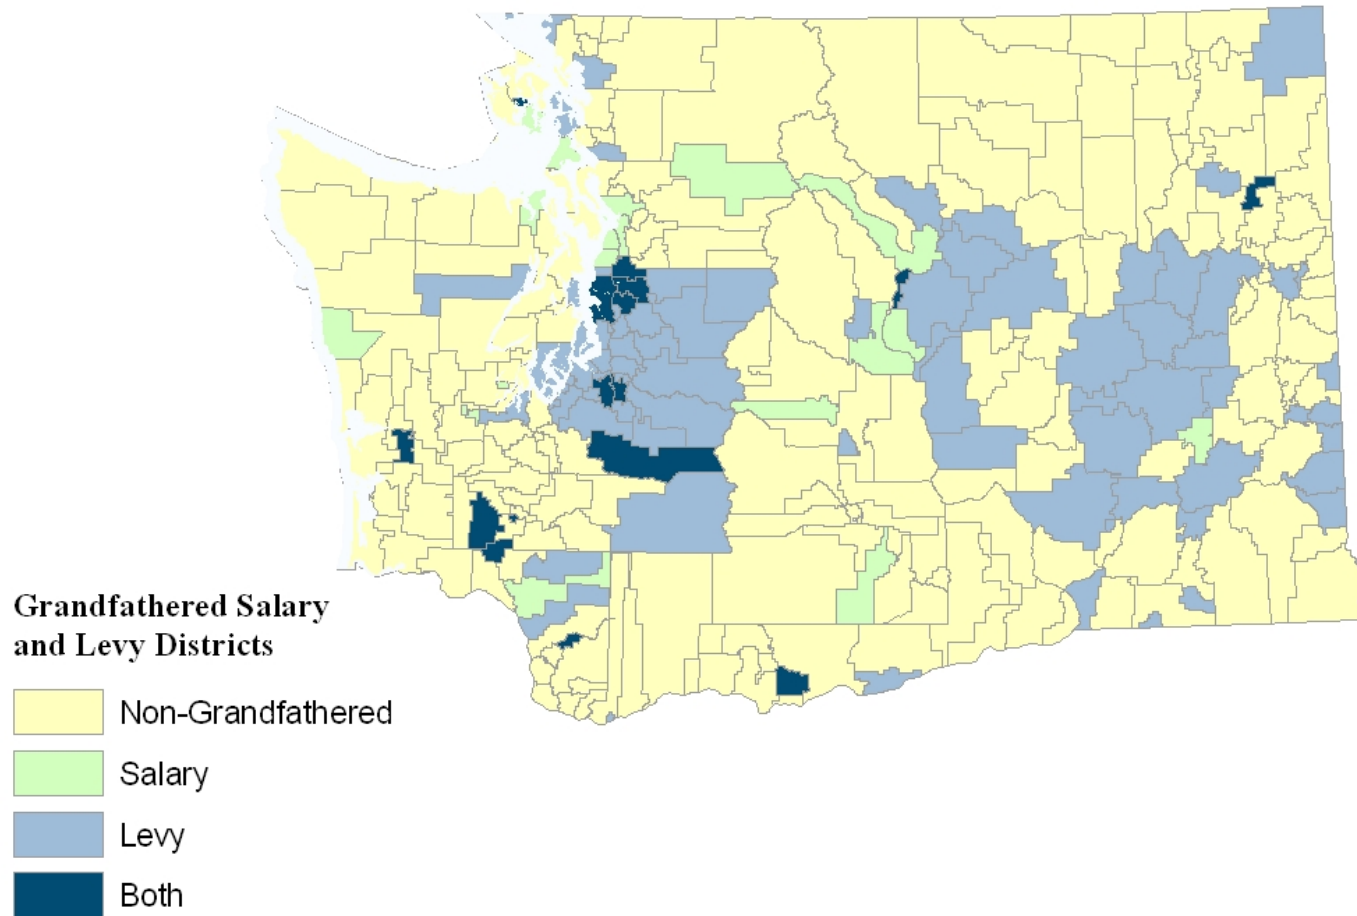 Grandfathered Salary
and Levy Districts
Non-Grandfathered
Salary
Levy
Both